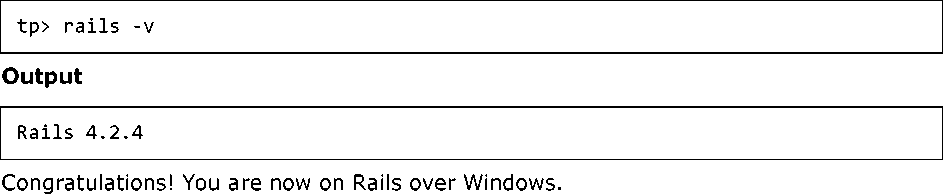 tp> rails -v
Output
Rails 4.2.4
Congratulations! You are now on Rails over Windows.